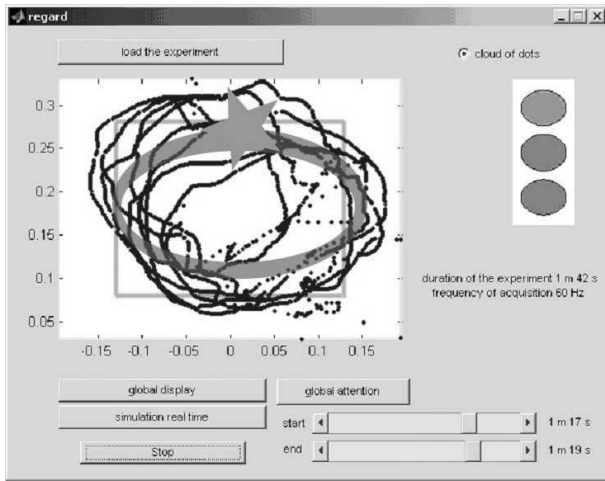 regard
load the experiment
cloud of dots
0.3
0.25
0.2
0.15
0.1
0.05
-0.15 -0.1 -0.05 0 0.05 0.1 0.15
duration of the experiment 1 m 42 s
frequency of acquisition 60 Hz
global display
global attention
simulation real time
start 1 m 17 s
Stop
end 1 m 19 s